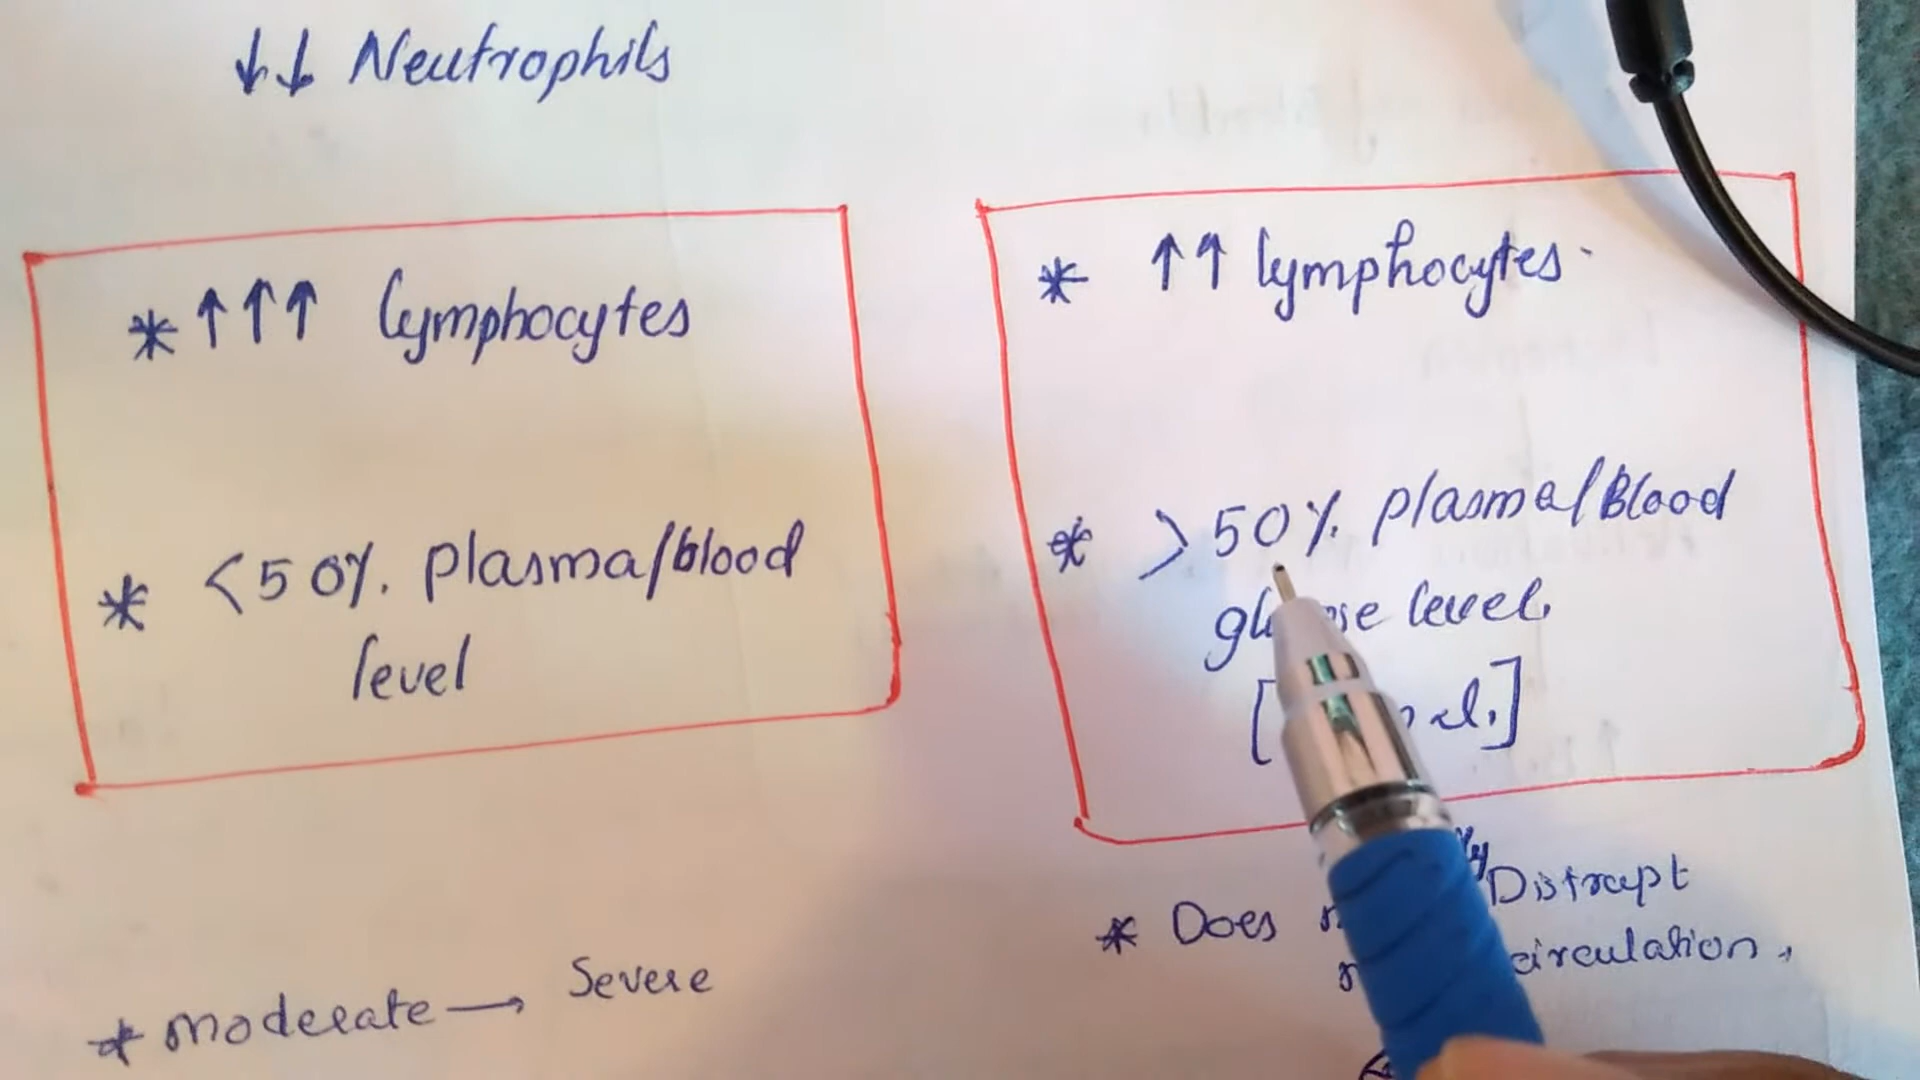 ↓↓ Neutrophils
* ↑↑↑ Lymphocytes
* <50%. plasma/blood
level
* ↑↑ lymphocytes.
* >50%. plasma/Blood
level.
* Moderate → Severe
* Does
Distrupt
circulation.